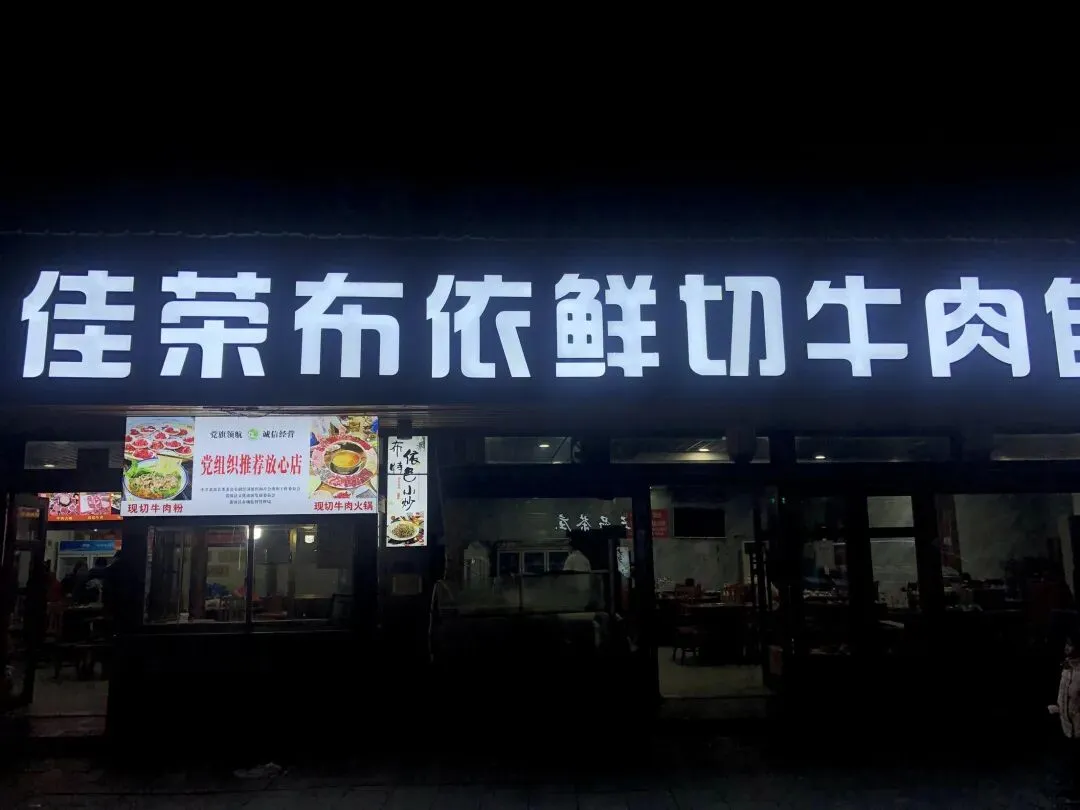 佳荣布依鲜切牛肉
党旗领航 诚信经营
党组织推荐放心店
现切牛肉粉
现切牛肉火锅
布依特色小炒